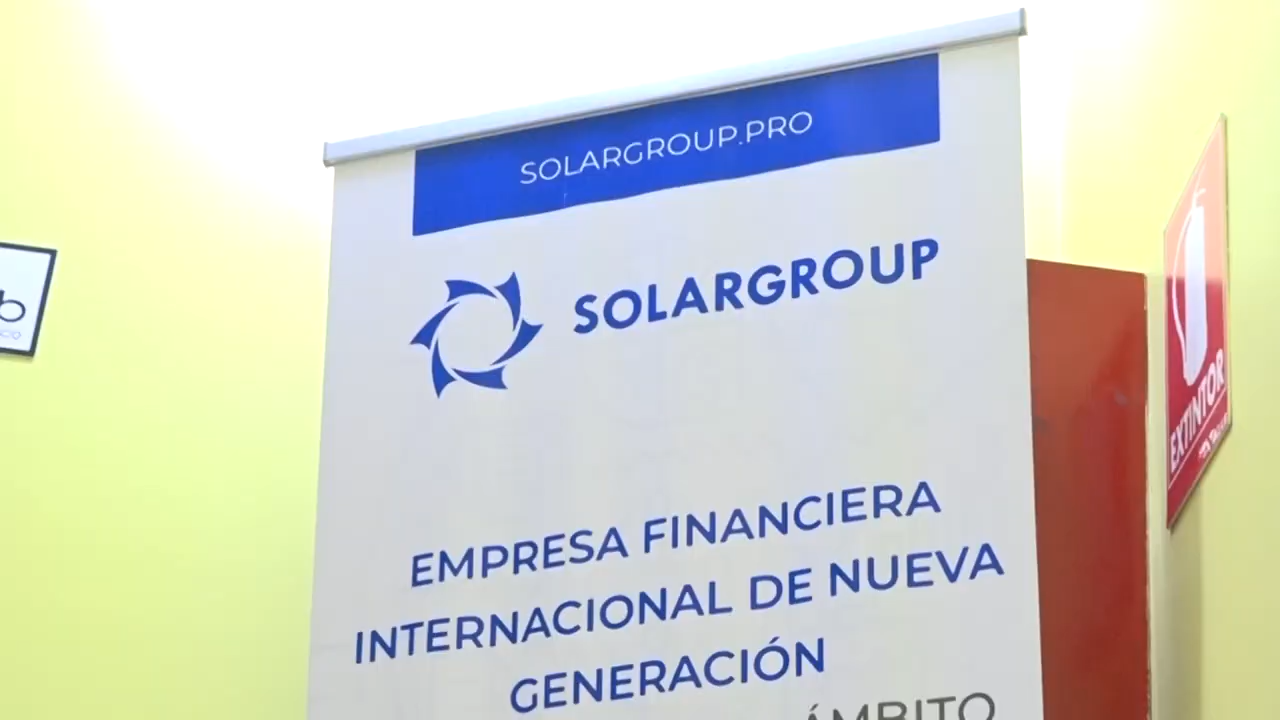 SOLARGROUP.PRO
SOLARGROUP
EMPRESA FINANCIERA
INTERNACIONAL DE NUEVA
GENERACIÓN
ÁMBITO
EXTINTOR